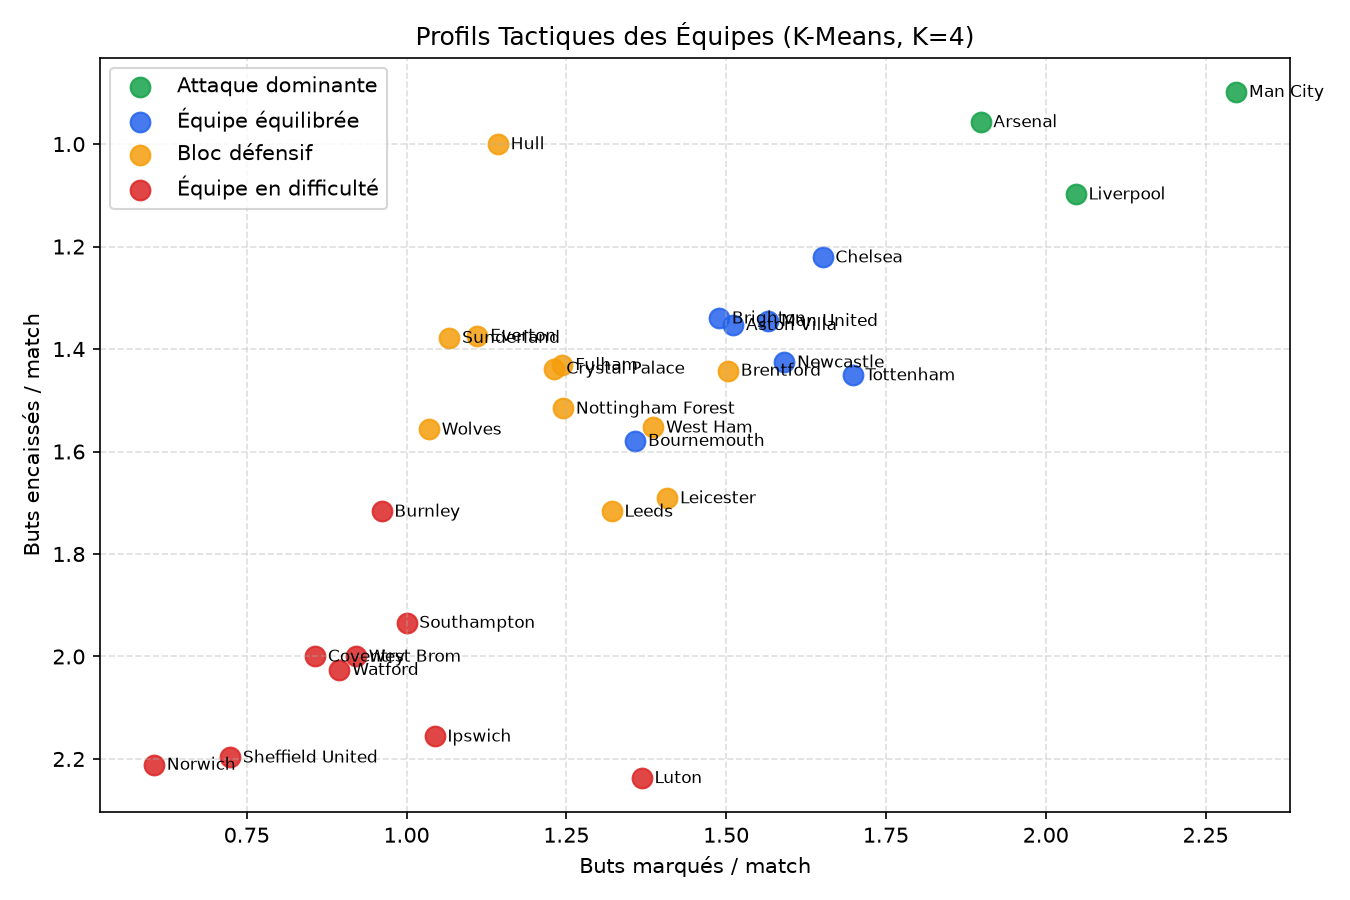 Profils Tactiques des Équipes (K-Means, K=4)
Attaque dominante
Équipe équilibrée
Bloc défensif
Équipe en difficulté
Man City
Arsenal
Hull
Liverpool
Chelsea
Brighton
Man United
Aston Villa
Everton
Sunderland
Newcastle
Fulham
Crystal Palace
Brentford
Tottenham
Nottingham Forest
West Ham
Wolves
Bournemouth
Leicester
Leeds
Burnley
Southampton
Coventry
West Brom
Watford
Ipswich
Sheffield United
Norwich
Luton
1.0
1.2
1.4
1.6
1.8
2.0
2.2
Buts encaissés / match
0.75 1.00 1.25 1.50 1.75 2.00 2.25
Buts marqués / match